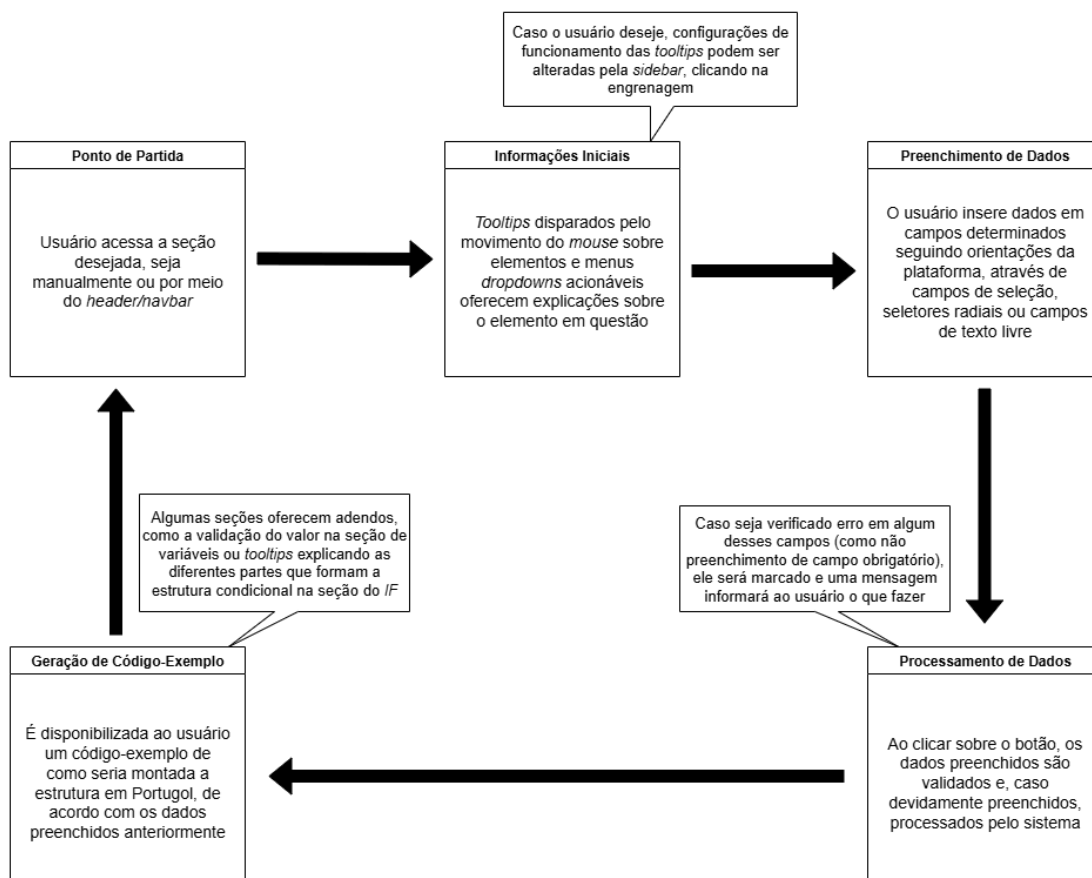 Caso o usuário deseje, configurações de
funcionamento das tooltips podem ser
alteradas pela sidebar, clicando na
engrenagem
Ponto de Partida
Usuário acessa a seção
desejada, seja
manualmente ou por meio
do header/navbar
Informações Iniciais
Tooltips disparados pelo
movimento do mouse sobre
elementos e menus
dropdowns acionáveis
oferecem explicações sobre
o elemento em questão
Preenchimento de Dados
O usuário insere dados em
campos determinados
seguindo orientações da
plataforma, através de
campos de seleção,
seletores radiais ou campos
de texto livre
Caso seja verificado erro em algum
desses campos (como não
preenchimento de campo obrigatório),
ele será marcado e uma mensagem
informará ao usuário o que fazer
Processamento de Dados
Ao clicar sobre o botão, os
dados preenchidos são
validados e, caso
devidamente preenchidos,
processados pelo sistema
Algumas seções oferecem adendos,
como a validação do valor na seção de
variáveis ou tooltips explicando as
diferentes partes que formam a
estrutura condicional na seção do IF
Geração de Código-Exemplo
É disponibilizada ao usuário
um código-exemplo de
como seria montada a
estrutura em Portugol, de
acordo com os dados
preenchidos anteriormente